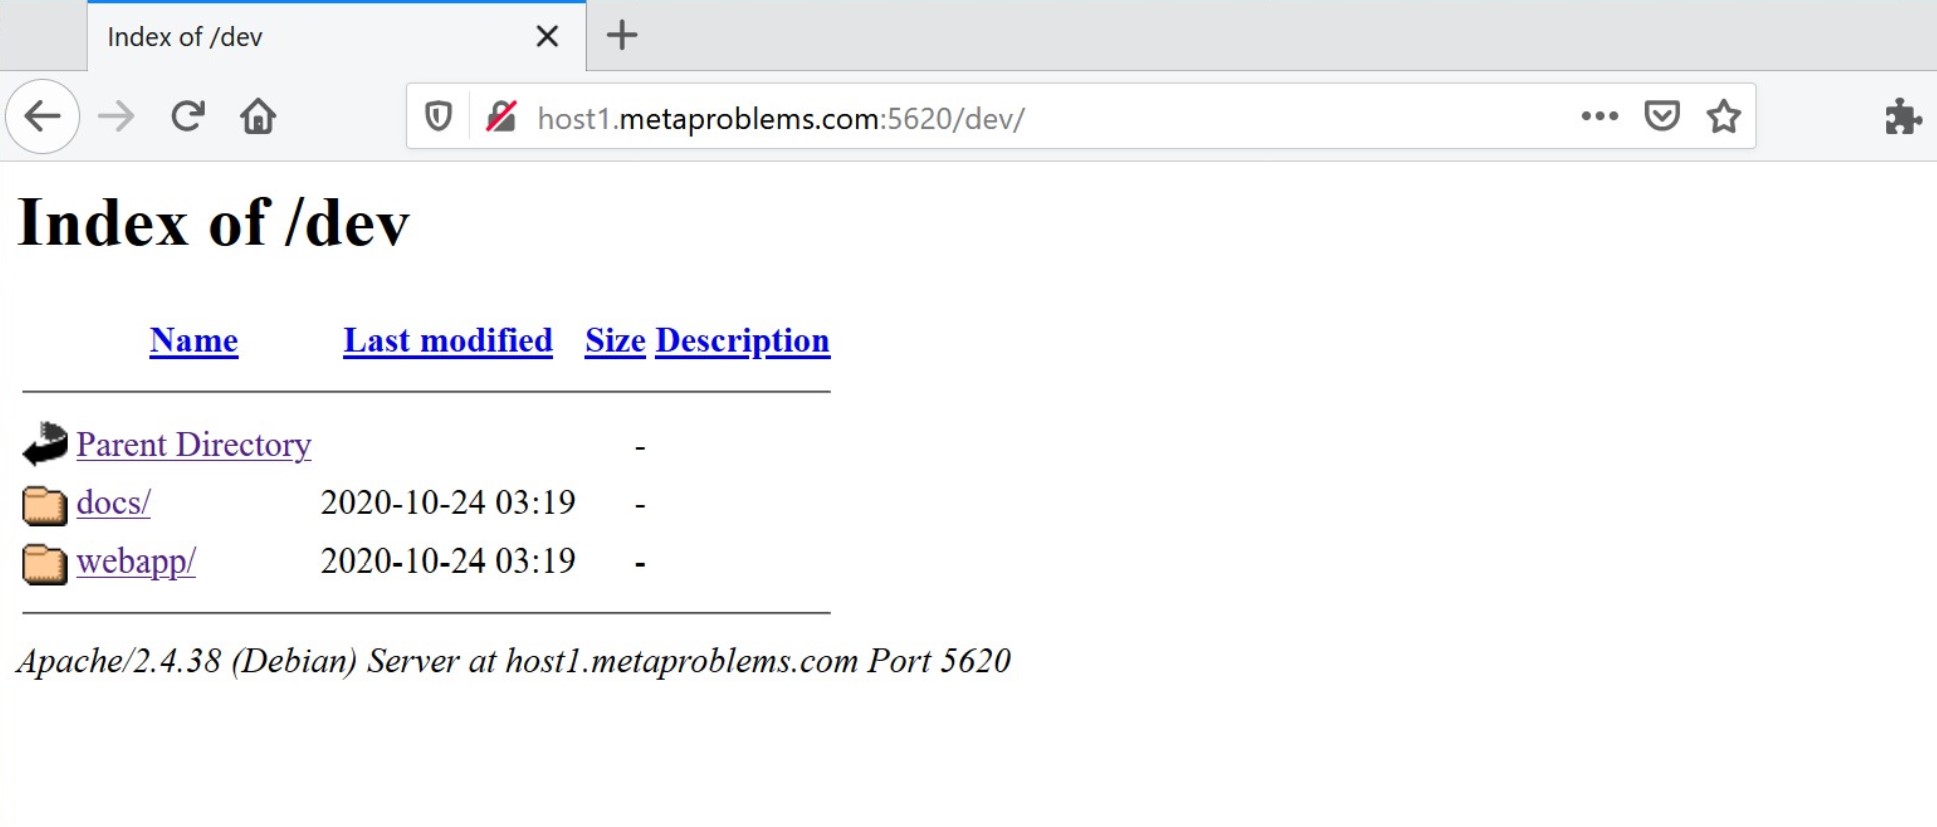 Index of /dev
host1.metaproblems.com:5620/dev/
Index of /dev
Name Last modified Size Description
Parent Directory -
docs/ 2020-10-24 03:19 -
webapp/ 2020-10-24 03:19 -
Apache/2.4.38 (Debian) Server at host1.metaproblems.com Port 5620